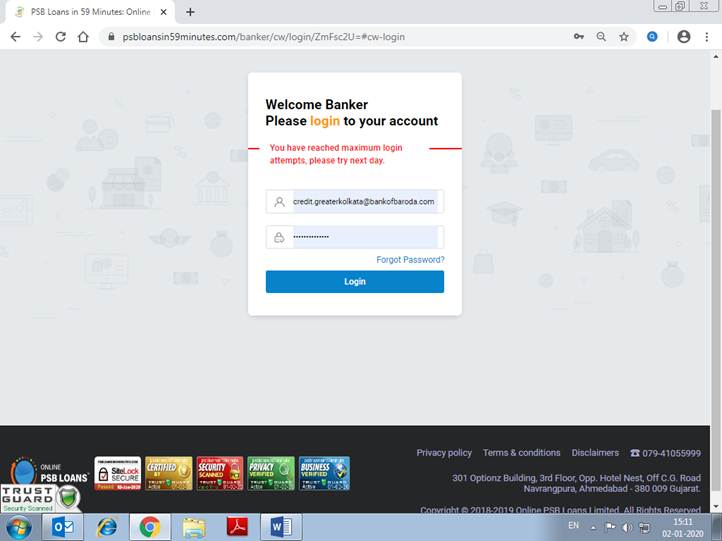 PSB Loans in 59 Minutes: Online
psbloansin59minutes.com/banker/cw/login/ZmFsc2U=#cw-login
Welcome Banker
Please login to your account
You have reached maximum login
attempts, please try next day.
credit.greaterkolkata@bankofbaroda.com
Forgot Password?
Login
ONLINE
PSB LOANS
TRUST
GUARD
Security Scanned
SiteLock
SECURE
CERTIFIED
BY
SECURITY
SCANNED
PRIVACY
VERIFIED
BUSINESS
VERIFIED
Privacy policy Terms & conditions Disclaimers 079-41055999
301 Optionz Building, 3rd Floor, Opp. Hotel Nest, Off C.G. Road
Navrangpura, Ahmedabad - 380 009 Gujarat.
Copyright © 2018-2019 Online PSB Loans Limited. All Rights Reserved
EN
15:11
02-01-2020